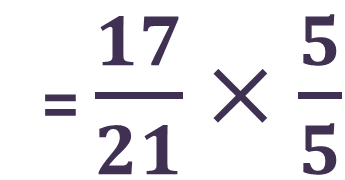 = 17/21 × 5/5